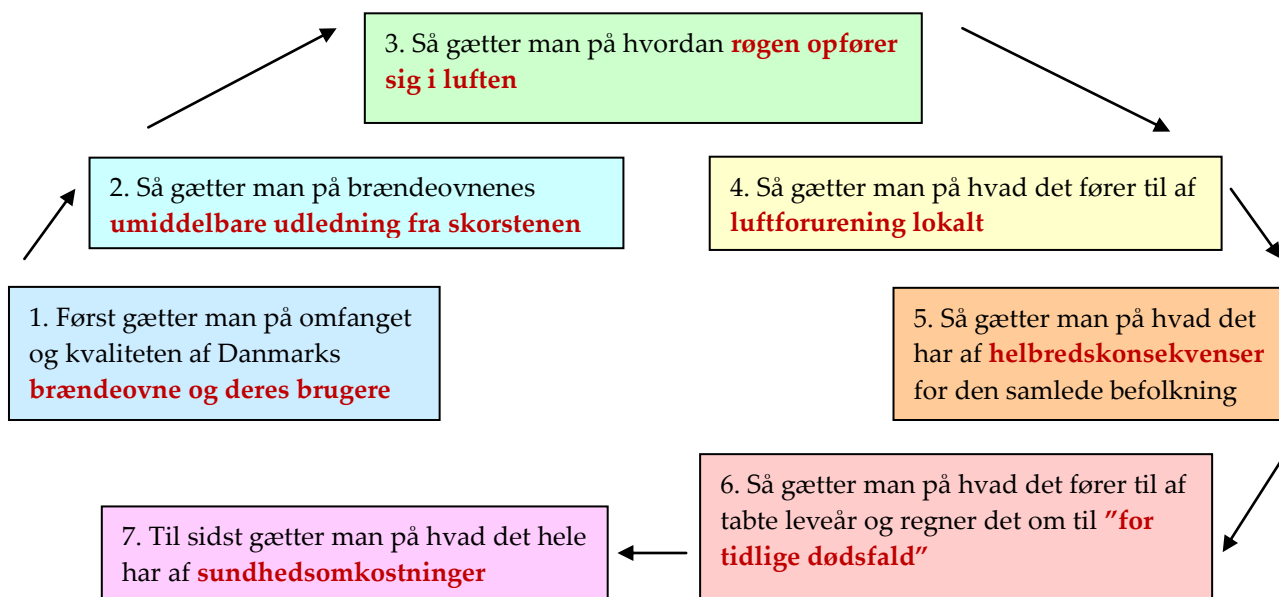 1. Først gætter man på omfanget
og kvaliteten af Danmarks
brændeovne og deres brugere
2. Så gætter man på brændeovnenes
umiddelbare udledning fra skorstenen
3. Så gætter man på hvordan røgen opfører
sig i luften
4. Så gætter man på hvad det fører til af
luftforurening lokalt
5. Så gætter man på hvad det
har af helbredskonsekvenser
for den samlede befolkning
6. Så gætter man på hvad det fører til af
tabte leveår og regner det om til ”for
tidlige dødsfald”
7. Til sidst gætter man på hvad det hele
har af sundhedsomkostninger